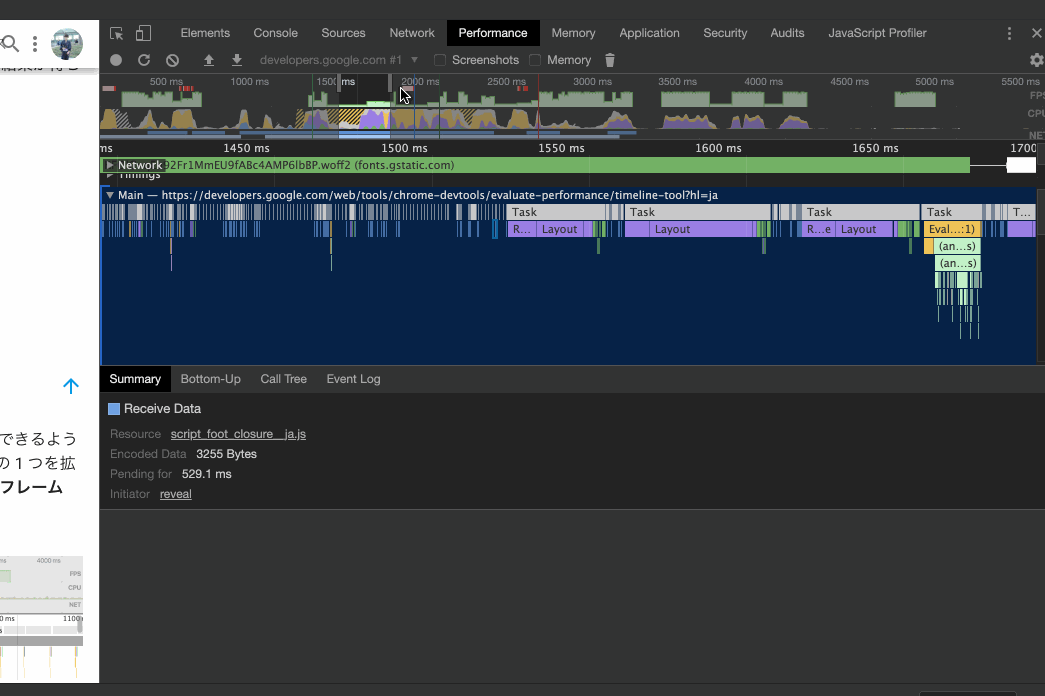 Elements Console Sources Network Performance Memory Application Security Audits JavaScript Profiler
developers.google.com #1 Screenshots Memory
500 ms 1000 ms 1500 ms 2000 ms 2500 ms 3000 ms 3500 ms 4000 ms 4500 ms 5000 ms 5500 ms
FPS
CPU
NET
ms 1450 ms 1500 ms 1550 ms 1600 ms 1650 ms 1700
Network 92Fr1MmEU9fABc4AMP6lbBP.woff2 (fonts.gstatic.com)
Timings
Main — https://developers.google.com/web/tools/chrome-devtools/evaluate-performance/timeline-tool?hl=ja
Task Task Task Task T...
R... Layout Layout R...e Layout Eval...:1)
(an...s)
(an...s)
Summary Bottom-Up Call Tree Event Log
Receive Data
Resource script_foot_closure__ja.js
Encoded Data 3255 Bytes
Pending for 529.1 ms
Initiator reveal
できるよう
の 1 つを拡
フレーム
ms 4000 ms
FPS
CPU
NET
0 ms 1100